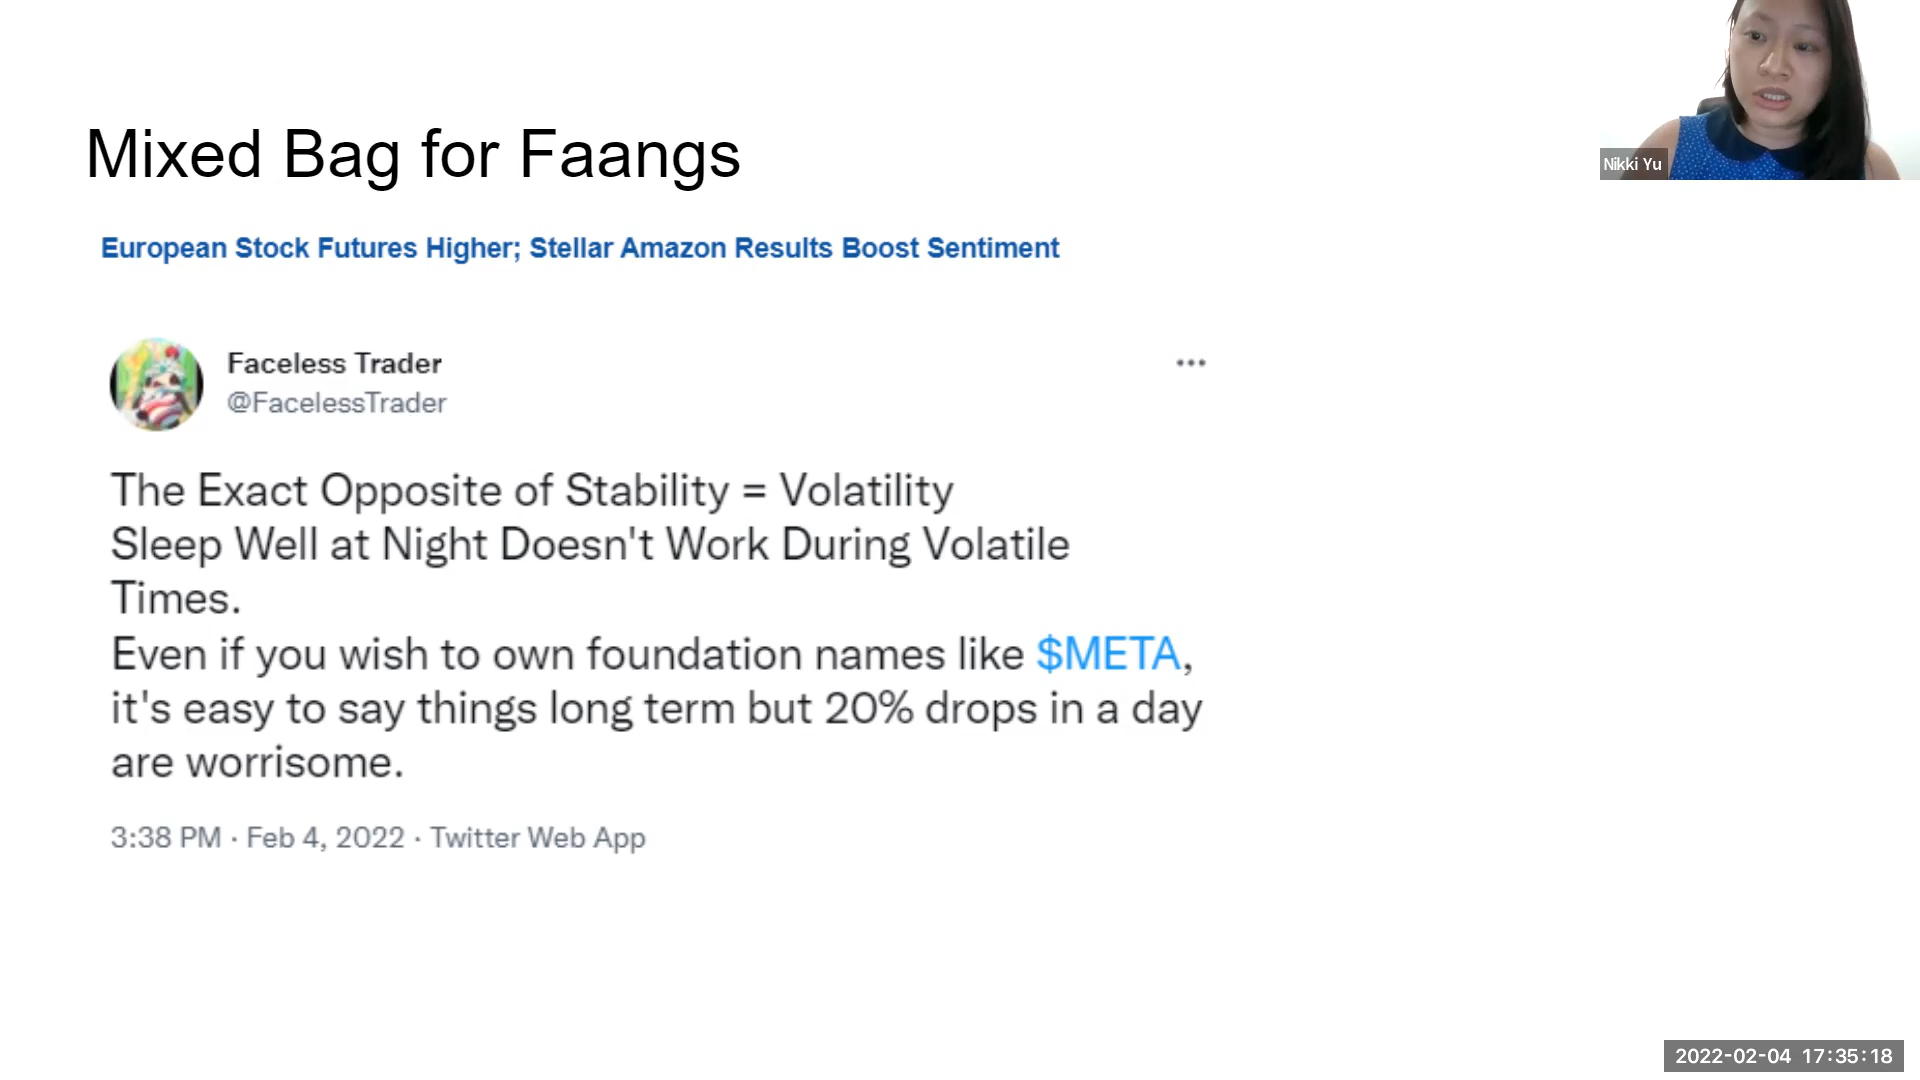 Nikki Yu
Mixed Bag for Faangs
European Stock Futures Higher; Stellar Amazon Results Boost Sentiment
Faceless Trader
@FacelessTrader
The Exact Opposite of Stability = Volatility
Sleep Well at Night Doesn't Work During Volatile
Times.
Even if you wish to own foundation names like $META,
it's easy to say things long term but 20% drops in a day
are worrisome.
3:38 PM · Feb 4, 2022 · Twitter Web App
2022-02-04 17:35:18